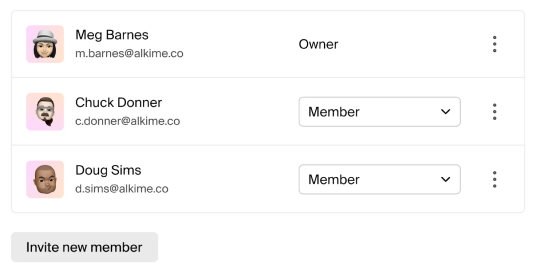 Meg Barnes
m.barnes@alkime.co
Owner
Chuck Donner
c.donner@alkime.co
Member
Doug Sims
d.sims@alkime.co
Member
Invite new member